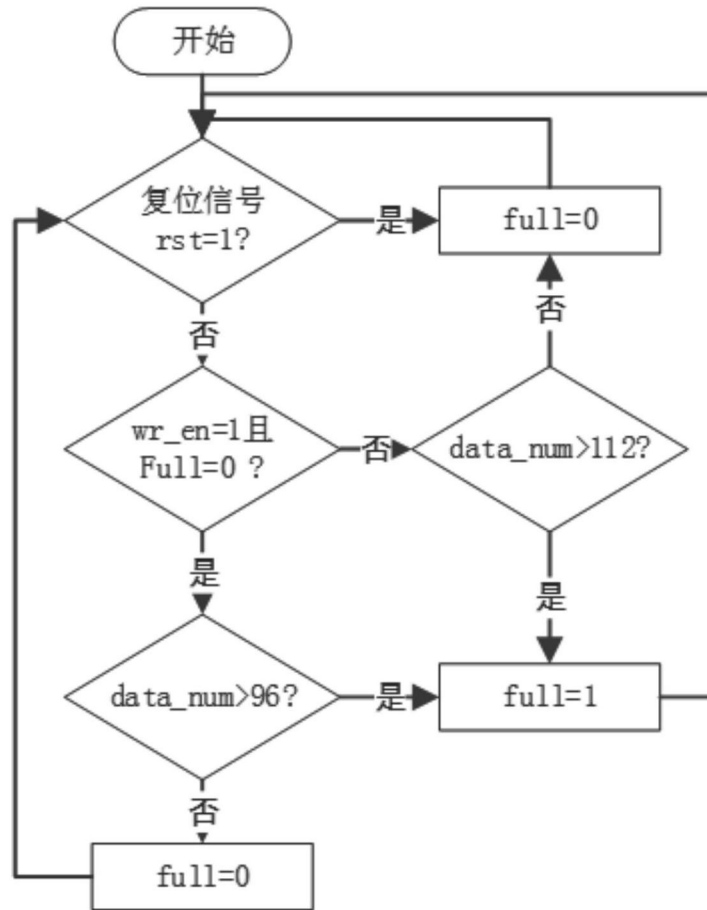 开始
复位信号
rst=1?
是
full=0
否
否
wr_en=1且
Full=0 ?
否
data_num>112?
是
是
data_num>96?
是
full=1
否
full=0